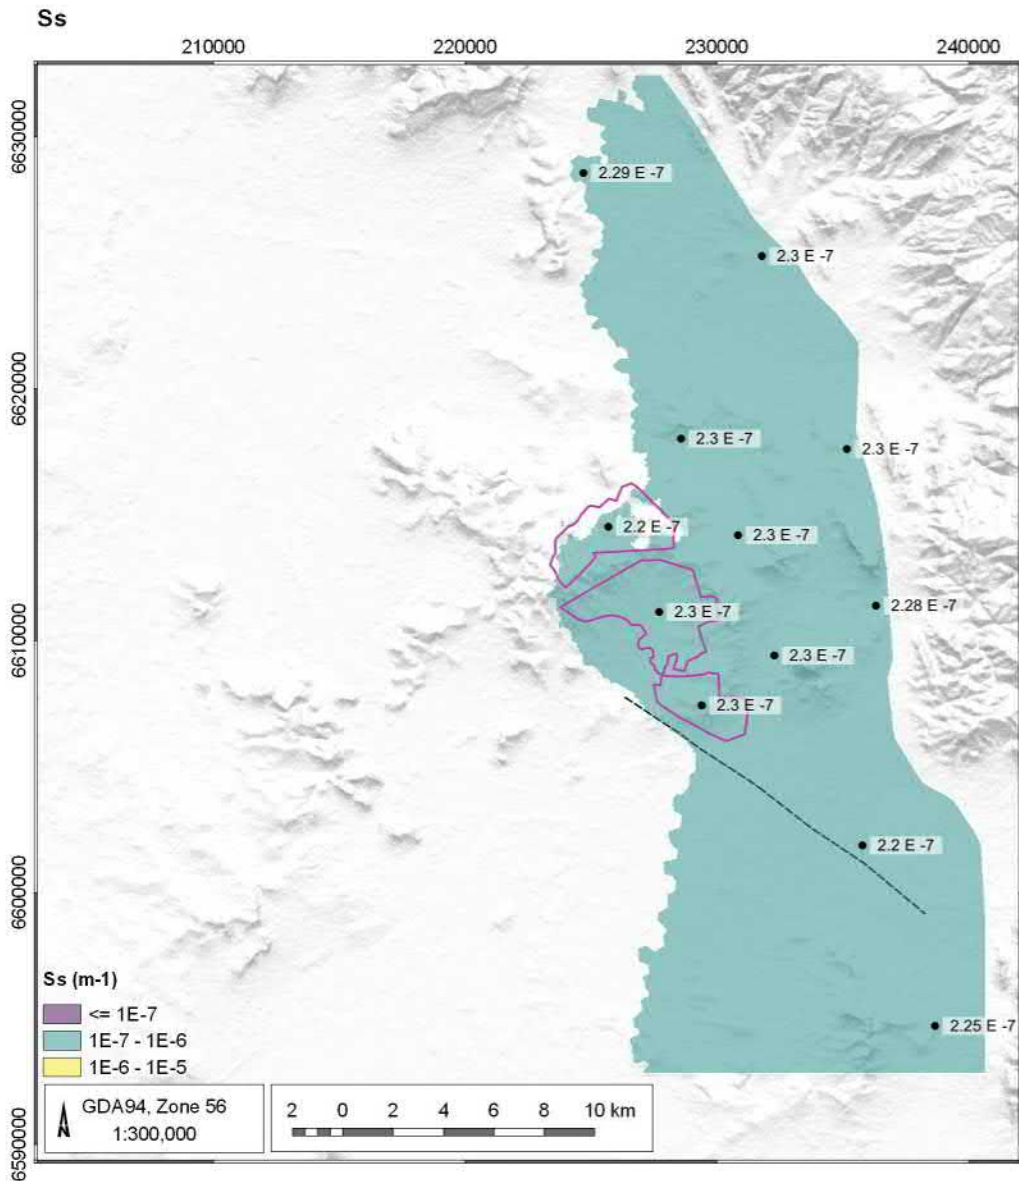 Ss
210000 220000 230000 240000
6630000
6620000
6610000
6600000
6590000
2.29 E -7
2.3 E -7
2.3 E -7
2.3 E -7
2.2 E -7
2.3 E -7
2.28 E -7
2.3 E -7
2.3 E -7
2.3 E -7
2.2 E -7
2.25 E -7
Ss (m-1)
<= 1E-7
1E-7 - 1E-6
1E-6 - 1E-5
N
GDA94, Zone 56
1:300,000
2 0 2 4 6 8 10 km